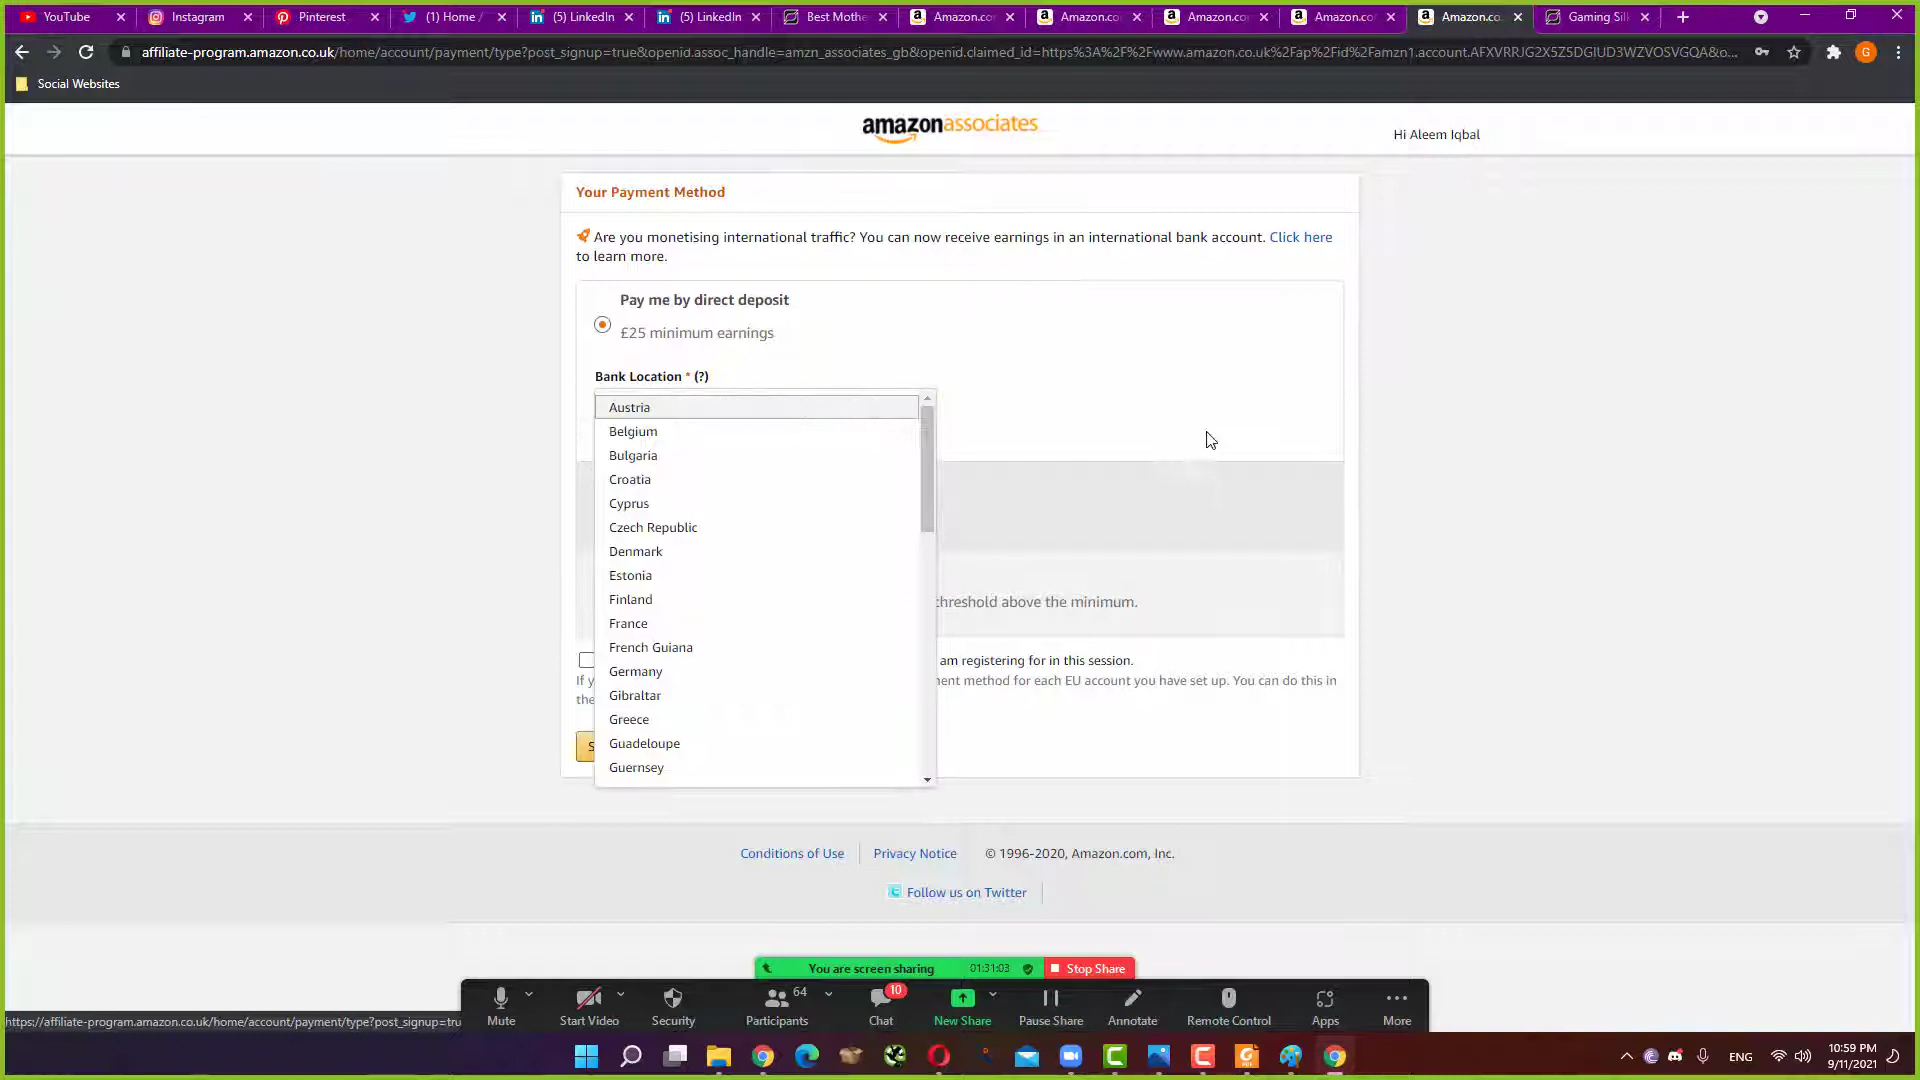 YouTube
Instagram
Pinterest
(1) Home /
(5) LinkedIn
(5) LinkedIn
Best Mothe
Amazon.co
Amazon.co
Amazon.co
Amazon.co
Amazon.co
Gaming Sil
affiliate-program.amazon.co.uk/home/account/payment/type?post_signup=true&openid.assoc_handle=amzn_associates_gb&openid.claimed_id=https%3A%2F%2Fwww.amazon.co.uk%2Fap%2Fid%2Famzn1.account.AFXVRRJG2X5Z5DGIUD3WZVOSVGQA&o...
G
Social Websites
amazonassociates
Hi Aleem Iqbal
Your Payment Method
Are you monetising international traffic? You can now receive earnings in an international bank account. Click here
to learn more.
Pay me by direct deposit
£25 minimum earnings
Bank Location * (?)
Austria
Belgium
Bulgaria
Croatia
Cyprus
Czech Republic
Denmark
Estonia
Finland
threshold above the minimum.
France
French Guiana
am registering for in this session.
Germany
If y
ment method for each EU account you have set up. You can do this in
Gibraltar
the
Greece
Guadeloupe
S
Guernsey
Conditions of Use
Privacy Notice
© 1996-2020, Amazon.com, Inc.
Follow us on Twitter
You are screen sharing
01:31:03
Stop Share
64
10
Mute
Start Video
Security
Participants
Chat
New Share
Pause Share
Annotate
Remote Control
Apps
More
https://affiliate-program.amazon.co.uk/home/account/payment/type?post_signup=tru
ENG
10:59 PM
9/11/2021